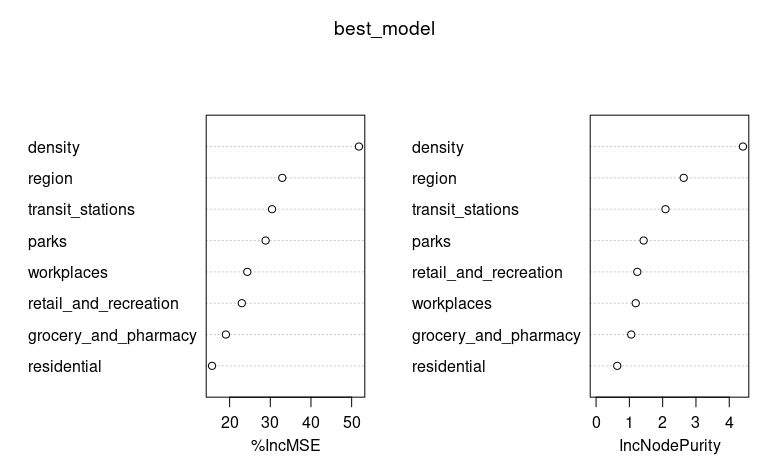 best_model
density
region
transit_stations
parks
workplaces
retail_and_recreation
grocery_and_pharmacy
residential
20 30 40 50
%IncMSE
density
region
transit_stations
parks
retail_and_recreation
workplaces
grocery_and_pharmacy
residential
0 1 2 3 4
IncNodePurity